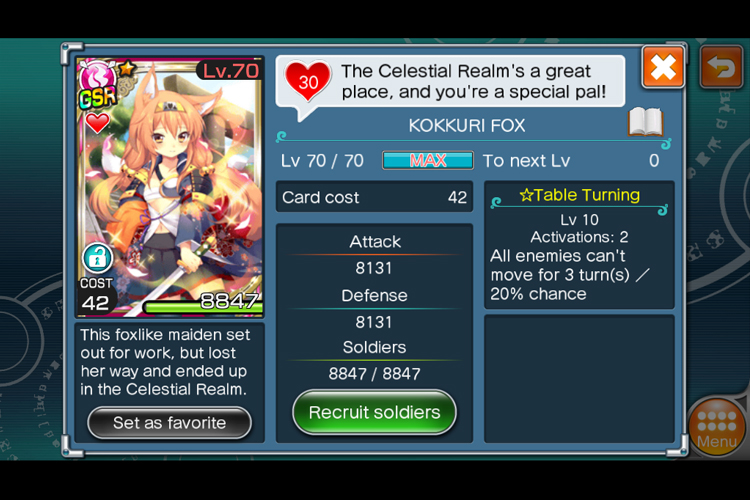 GSR
Lv.70
COST
42
8847
This foxlike maiden set
out for work, but lost
her way and ended up
in the Celestial Realm.
Set as favorite
30
The Celestial Realm's a great
place, and you're a special pal!
KOKKURI FOX
Lv 70 / 70
MAX
To next Lv 0
Card cost 42
Attack
8131
Defense
8131
Soldiers
8847 / 8847
Recruit soldiers
☆Table Turning
Lv 10
Activations: 2
All enemies can't
move for 3 turn(s) ／
20% chance
Menu